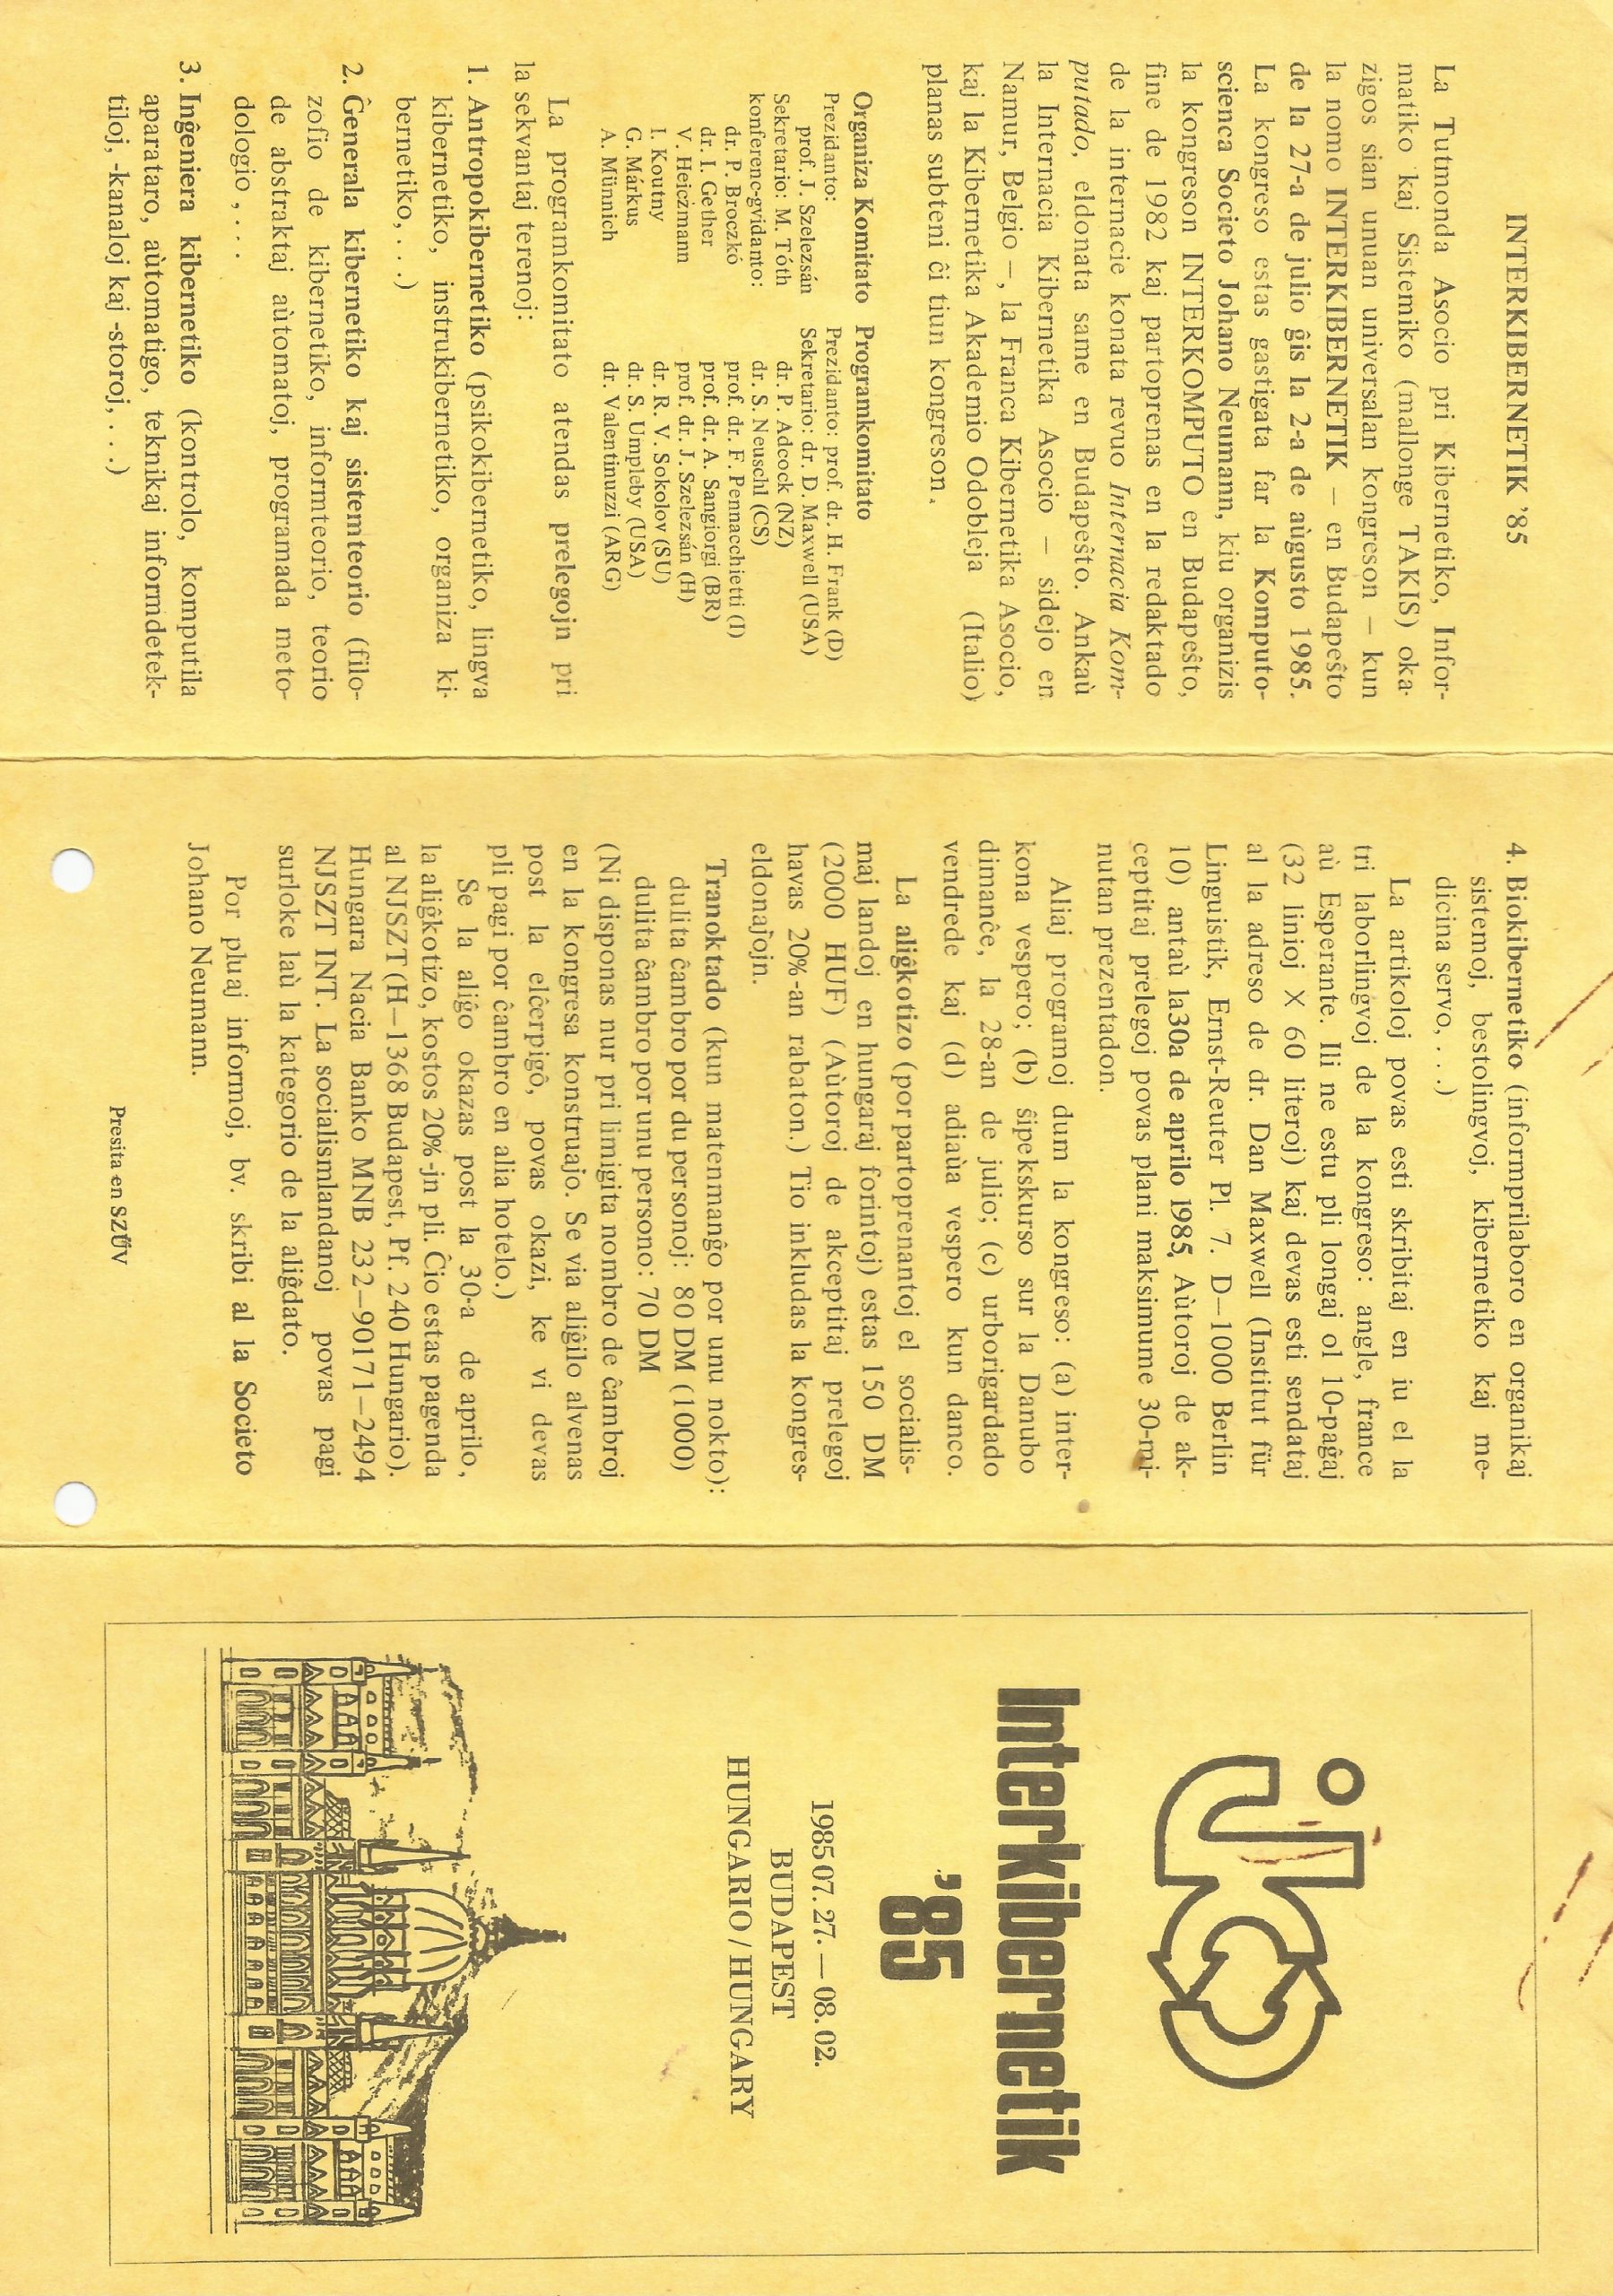 INTERKIBERNETIK '85
La Tutmonda Asocio pri Kibernetiko, Infor-
matiko kaj Sistemiko (mallonge TAKIS) oka-
zigos sian unuan universalan kongreson – kun
la nomo INTERKIBERNETIK – en Budapeŝto
de la 27-a de julio ĝis la 2-a de aùgusto 1985.
La kongreso estas gastigata far la Komputo-
scienca Societo Johano Neumann, kiu organizis
la kongreson INTERKOMPUTO en Budapeŝto,
fine de 1982 kaj partoprenas en la redaktado
de la internacie konata revuo Internacia Kom-
putado, eldonata same en Budapeŝto. Ankaù
la Internacia Kibernetika Asocio – sidejo en
Namur, Belgio –, la Franca Kibernetika Asocio,
kaj la Kibernetika Akademio Odobleja (Italio)
planas subteni ĉi tiun kongreson.
Organiza Komitato
Prezidanto:
prof. J. Szelezsán
Sekretario: M. Tóth
konferenc-gvidanto:
dr. P. Broczkó
dr. I. Gether
V. Heiczmann
I. Koutny
G. Márkus
A. Münnich
Programkomitato
Prezidanto: prof. dr. H. Frank (D)
Sekretario: dr. D. Maxwell (USA)
dr. P. Adcock (NZ)
dr. S. Neuschl (CS)
prof. dr. F. Pennacchietti (I)
prof. dr. A. Sangiorgi (BR)
prof. dr. J. Szelezsán (H)
dr. R. V. Sokolov (SU)
dr. S. Umpleby (USA)
dr. Valentinuzzi (ARG)
La programkomitato atendas prelegojn pri
la sekvantaj terenoj:
1. Antropokibernetiko (psikokibernetiko, lingva
kibernetiko, instrukibernetiko, organiza ki-
bernetiko, . . .)
2. Ĝenerala kibernetiko kaj sistemteorio (filo-
zofio de kibernetiko, informteorio, teorio
de abstraktaj aùtomatoj, programada meto-
dologio , . . .
3. Inĝeniera kibernetiko (kontrolo, komputila
aparataro, aùtomatigo, teknikaj informdetek-
tiloj, -kanaloj kaj -storoj, . . .)
4. Biokibernetiko (informprilaboro en organikaj
sistemoj, bestolingvoj, kibernetiko kaj me-
dicina servo, . . .)
La artikoloj povas esti skribitaj en iu el la
tri laborlingvoj de la kongreso: angle, france
aù Esperante. Ili ne estu pli longaj ol 10-paĝaj
(32 linioj X 60 literoj) kaj devas esti sendataj
al la adreso de dr. Dan Maxwell (Institut für
Linguistik, Ernst-Reuter Pl. 7. D–1000 Berlin
10) antaù la30a de aprilo 1985, Aùtoroj de ak-
ceptitaj prelegoj povas plani maksimume 30-mi-
nutan prezentadon.
Aliaj programoj dum la kongreso: (a) inter-
kona vespero; (b) ŝipekskurso sur la Danubo
dimanĉe, la 28-an de julio; (c) urborigardado
vendrede kaj (d) adiaùa vespero kun danco.
La aliĝkotizo (por partoprenantoj el socialis-
maj landoj en hungaraj forintoj) estas 150 DM
(2000 HUF) (Aùtoroj de akceptitaj prelegoj
havas 20%-an rabaton.) Tio inkludas la kongres-
eldonaĵojn.
Tranoktado (kun matenmanĝo por unu nokto):
dulita ĉambro por du personoj: 80 DM (1000)
dulita ĉambro por unu persono: 70 DM
(Ni disponas nur pri limigita nombro de ĉambroj
en la kongresa konstruaĵo. Se via aliĝilo alvenas
post la elĉerpigô, povas okazi, ke vi devas
pli pagi por ĉambro en alia hotelo.)
Se la aliĝo okazas post la 30-a de aprilo,
la aliĝkotizo, kostos 20%-jn pli. Ĉio estas pagenda
al NJSZT (H–1368 Budapest, Pf. 240 Hungario).
Hungara Nacia Banko MNB 232–90171–2494
NJSZT INT. La socialismlandanoj povas pagi
surloke laù la kategorio de la aliĝdato.
Por pluaj informoj, bv. skribi al la Societo
Johano Neumann.
Presita en SZÜV
Interkibernetik
'85
1985 07. 27. — 08. 02.
BUDAPEST
HUNGARIO / HUNGARY